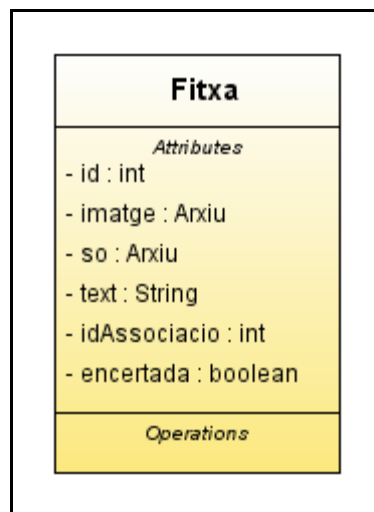 Fitxa
Attributes
- id : int
- imatge : Arxiu
- so : Arxiu
- text : String
- idAssociacio : int
- encertada : boolean
Operations